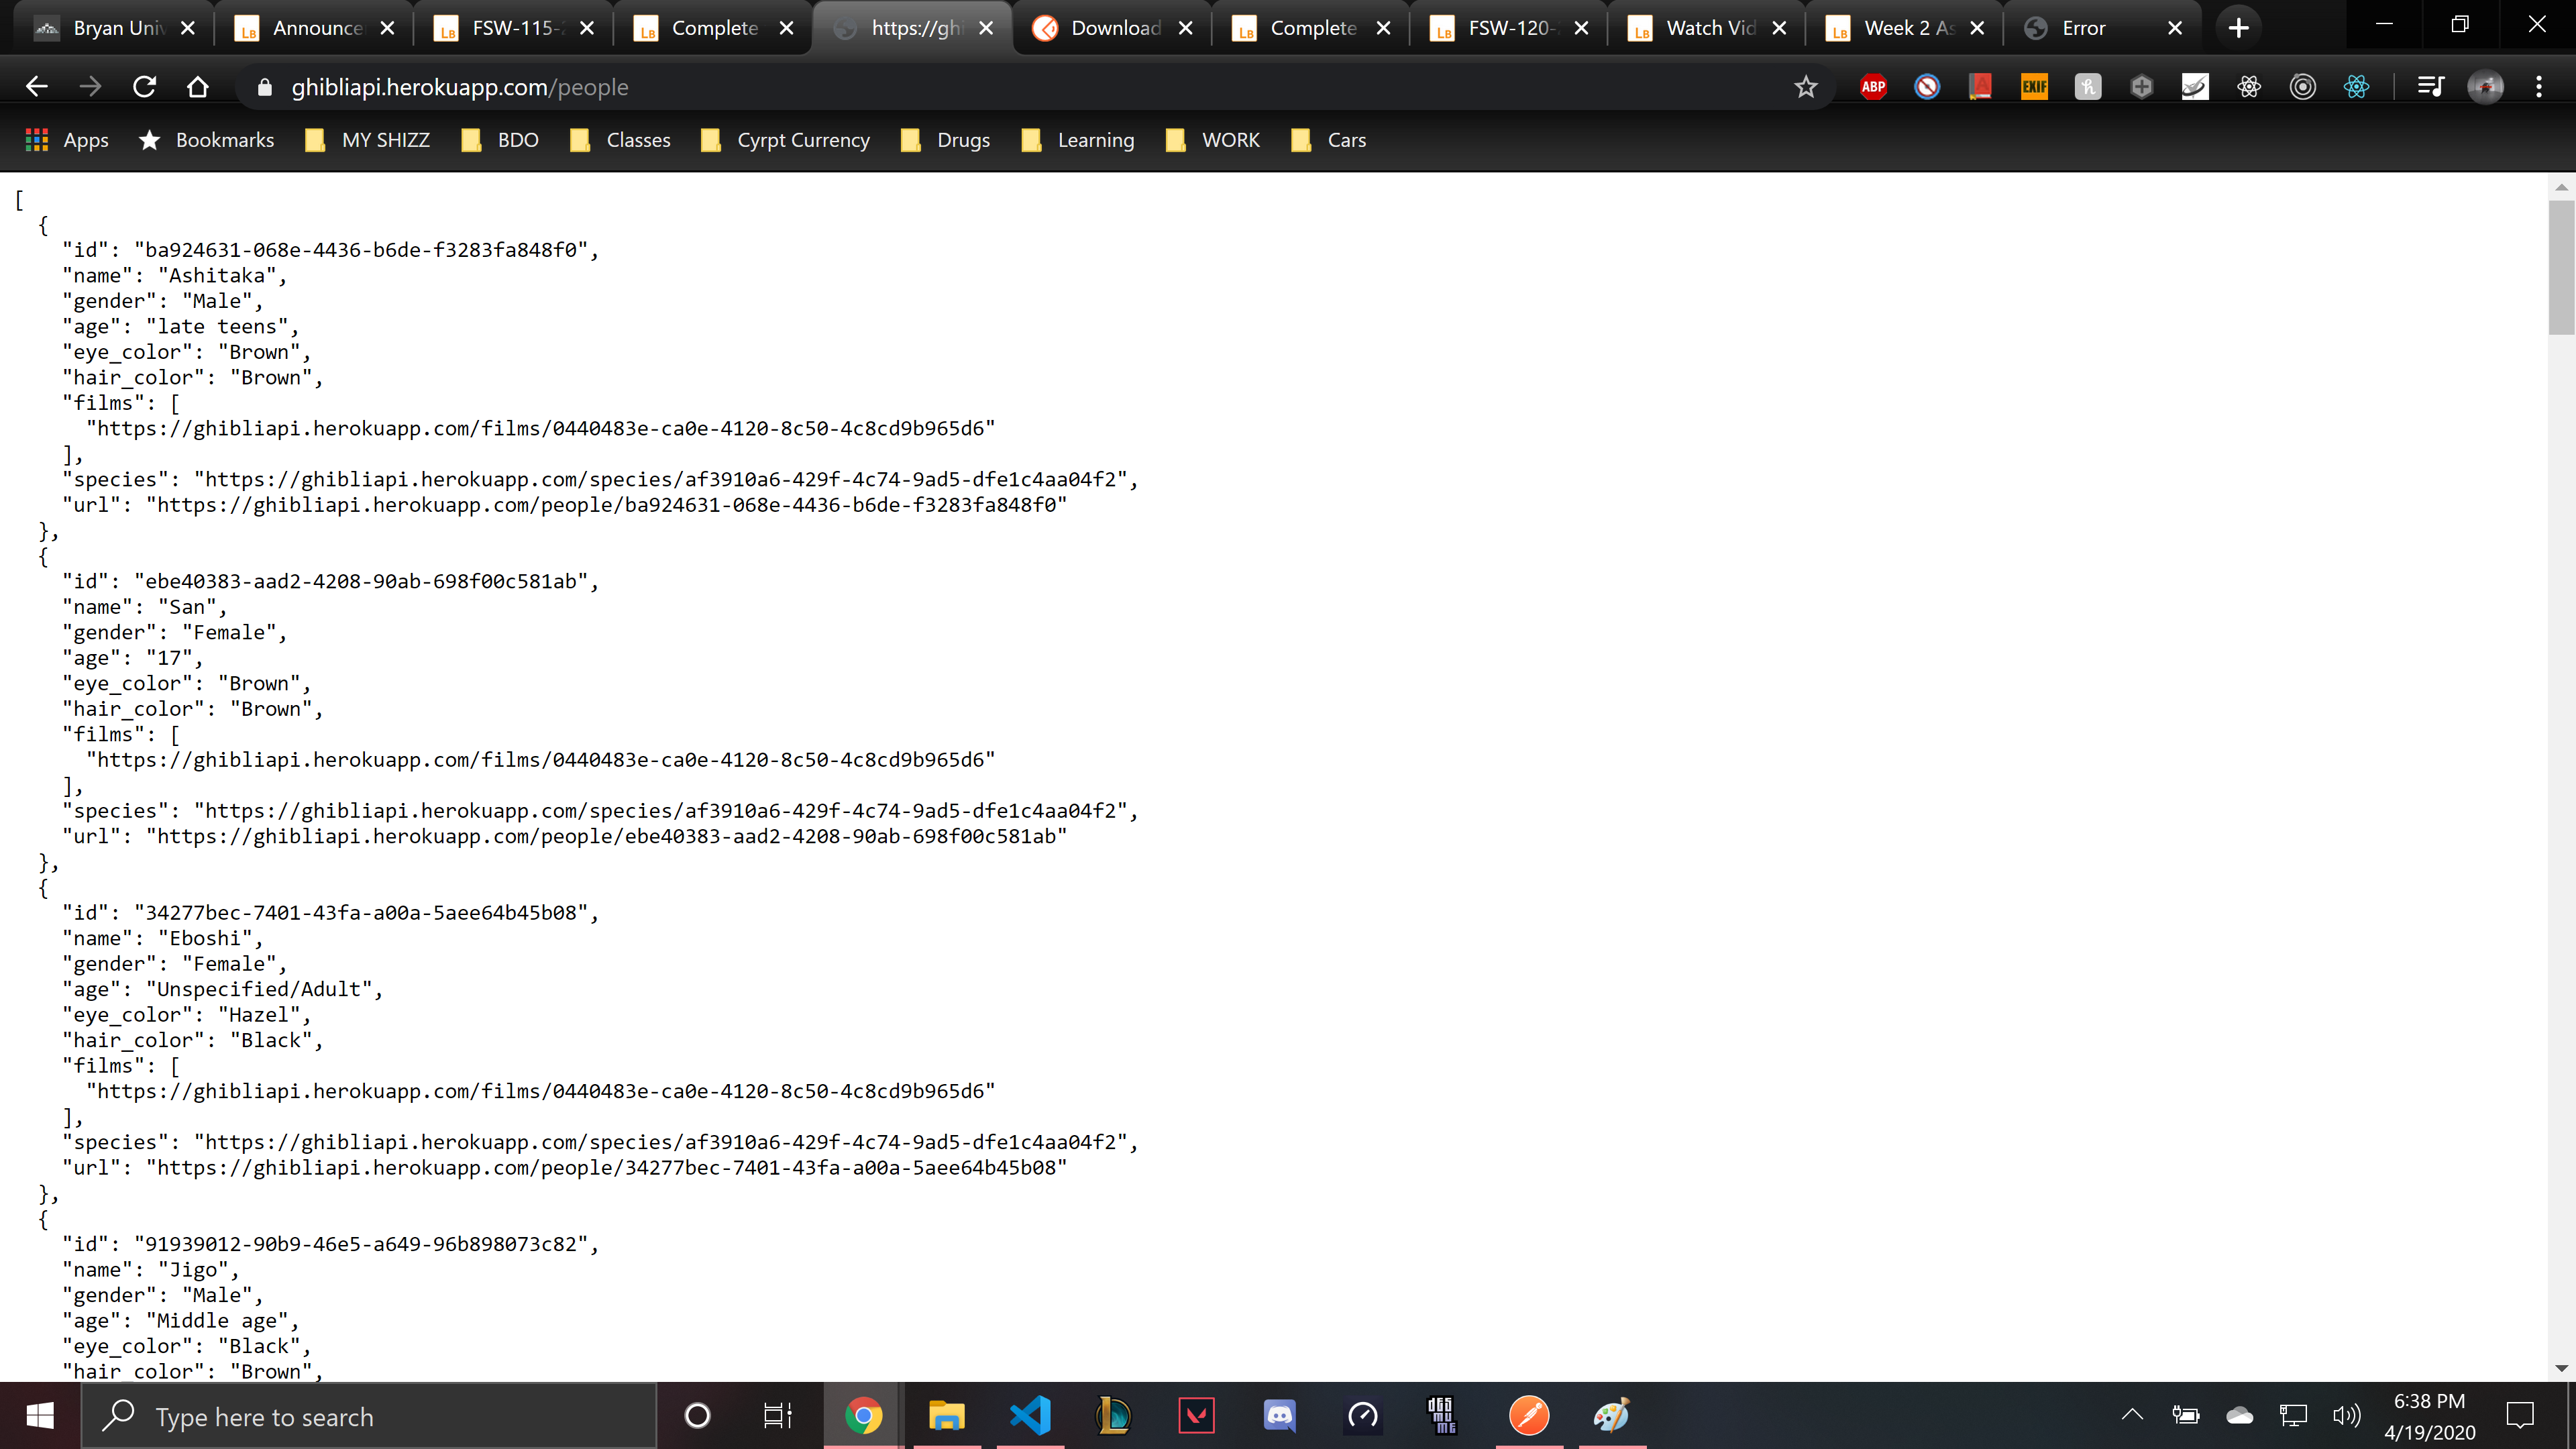 Bryan Univ
Announce
FSW-115-2
Complete
https://ghi
Download
Complete
FSW-120-
Watch Vid
Week 2 As
Error
ghibliapi.herokuapp.com/people
ABP
EXIF
Apps
Bookmarks
MY SHIZZ
BDO
Classes
Cyrpt Currency
Drugs
Learning
WORK
Cars
[
  {
    "id": "ba924631-068e-4436-b6de-f3283fa848f0",
    "name": "Ashitaka",
    "gender": "Male",
    "age": "late teens",
    "eye_color": "Brown",
    "hair_color": "Brown",
    "films": [
      "https://ghibliapi.herokuapp.com/films/0440483e-ca0e-4120-8c50-4c8cd9b965d6"
    ],
    "species": "https://ghibliapi.herokuapp.com/species/af3910a6-429f-4c74-9ad5-dfe1c4aa04f2",
    "url": "https://ghibliapi.herokuapp.com/people/ba924631-068e-4436-b6de-f3283fa848f0"
  },
  {
    "id": "ebe40383-aad2-4208-90ab-698f00c581ab",
    "name": "San",
    "gender": "Female",
    "age": "17",
    "eye_color": "Brown",
    "hair_color": "Brown",
    "films": [
      "https://ghibliapi.herokuapp.com/films/0440483e-ca0e-4120-8c50-4c8cd9b965d6"
    ],
    "species": "https://ghibliapi.herokuapp.com/species/af3910a6-429f-4c74-9ad5-dfe1c4aa04f2",
    "url": "https://ghibliapi.herokuapp.com/people/ebe40383-aad2-4208-90ab-698f00c581ab"
  },
  {
    "id": "34277bec-7401-43fa-a00a-5aee64b45b08",
    "name": "Eboshi",
    "gender": "Female",
    "age": "Unspecified/Adult",
    "eye_color": "Hazel",
    "hair_color": "Black",
    "films": [
      "https://ghibliapi.herokuapp.com/films/0440483e-ca0e-4120-8c50-4c8cd9b965d6"
    ],
    "species": "https://ghibliapi.herokuapp.com/species/af3910a6-429f-4c74-9ad5-dfe1c4aa04f2",
    "url": "https://ghibliapi.herokuapp.com/people/34277bec-7401-43fa-a00a-5aee64b45b08"
  },
  {
    "id": "91939012-90b9-46e5-a649-96b898073c82",
    "name": "Jigo",
    "gender": "Male",
    "age": "Middle age",
    "eye_color": "Black",
    "hair_color": "Brown",
Type here to search
6:38 PM
4/19/2020